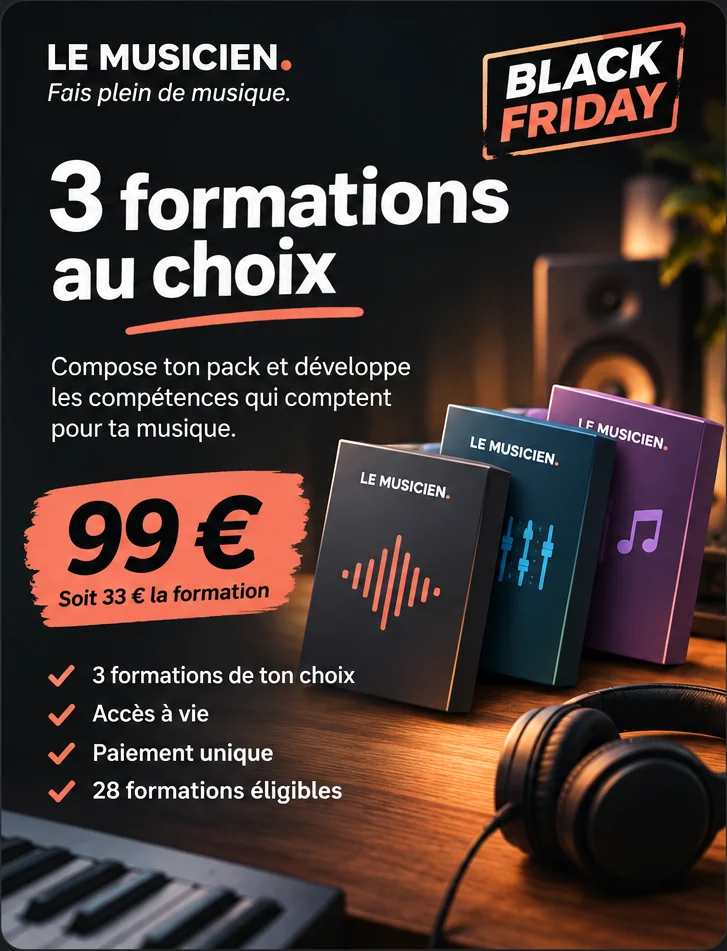 LE MUSICIEN.
Fais plein de musique.
BLACK
FRIDAY
3 formations
au choix
Compose ton pack et développe
les compétences qui comptent
pour ta musique.
99 €
Soit 33 € la formation
LE MUSICIEN.
LE MUSICIEN.
LE MUSICIEN.
3 formations de ton choix
Accès à vie
Paiement unique
28 formations éligibles